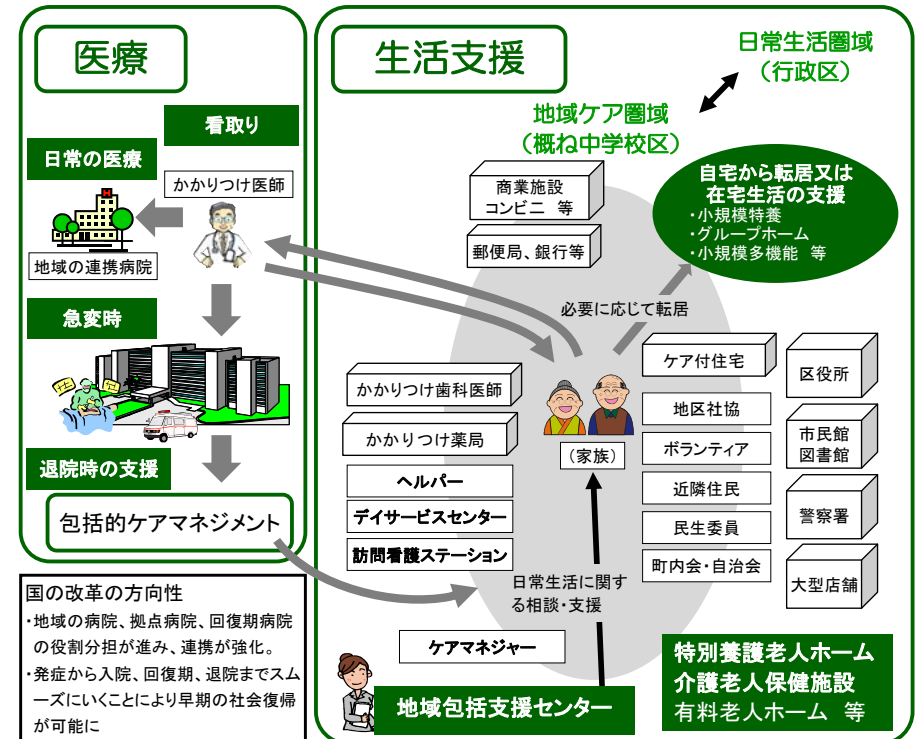 医療
看取り
日常の医療
かかりつけ医師
H
地域の連携病院
急変時
退院時の支援
包括的ケアマネジメント
国の改革の方向性
・地域の病院、拠点病院、回復期病院
の役割分担が進み、連携が強化。
・発症から入院、回復期、退院までスム
ーズにいくことにより早期の社会復帰
が可能に
生活支援
日常生活圏域
（行政区）
地域ケア圏域
（概ね中学校区）
商業施設
コンビニ 等
郵便局、銀行等
自宅から転居又は
在宅生活の支援
・小規模特養
・グループホーム
・小規模多機能 等
必要に応じて転居
かかりつけ歯科医師
かかりつけ薬局
ヘルパー
デイサービスセンター
訪問看護ステーション
（家族）
ケア付住宅
地区社協
ボランティア
近隣住民
民生委員
町内会・自治会
区役所
市民館
図書館
警察署
大型店舗
日常生活に関す
る相談・支援
ケアマネジャー
地域包括支援センター
特別養護老人ホーム
介護老人保健施設
有料老人ホーム 等